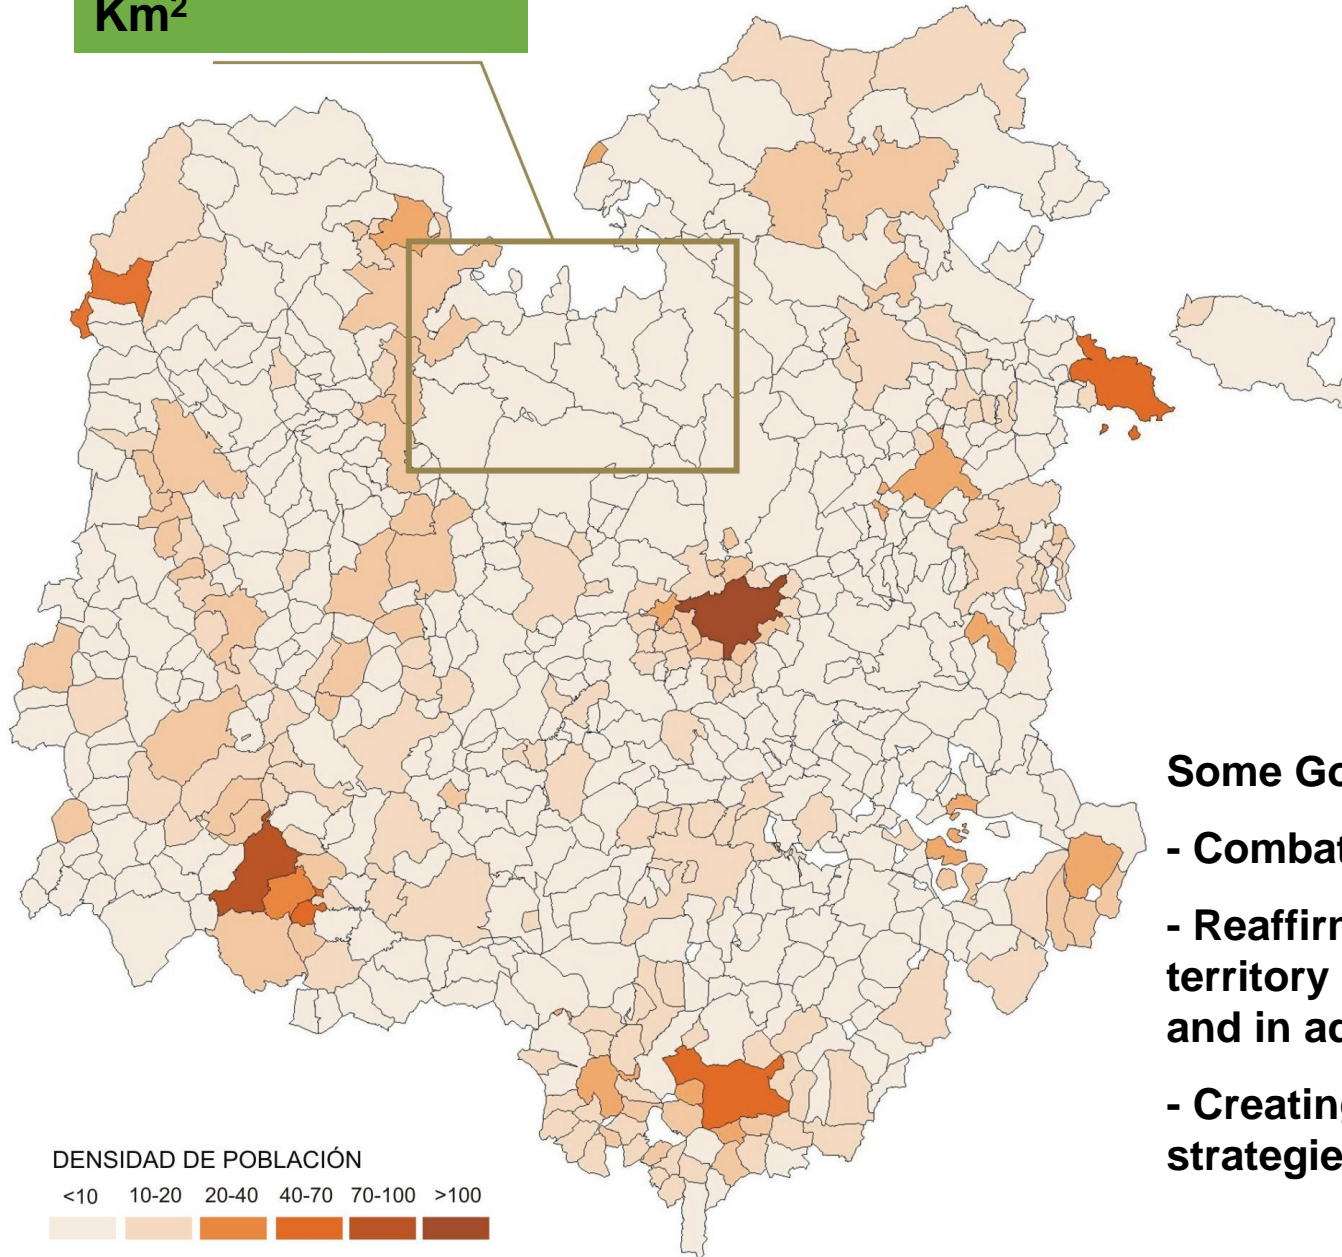 Km²
Some Go
- Combat
- Reaffirm
territory
and in ac
- Creating
strategie
DENSIDAD DE POBLACIÓN
<10 10-20 20-40 40-70 70-100 >100